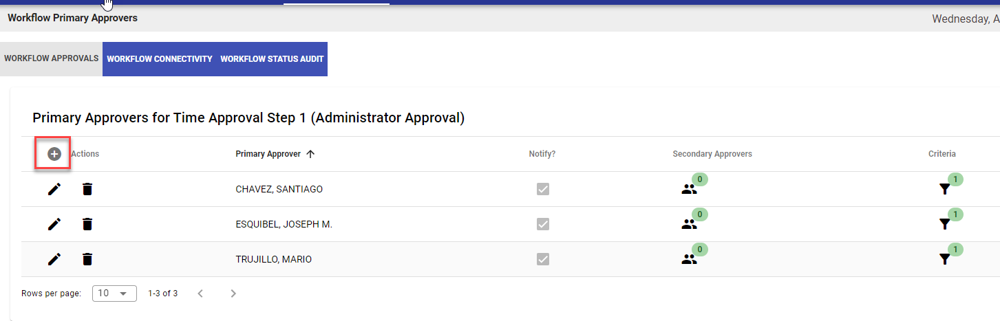 Workflow Primary Approvers
Wednesday, A
WORKFLOW APPROVALS WORKFLOW CONNECTIVITY WORKFLOW STATUS AUDIT
Primary Approvers for Time Approval Step 1 (Administrator Approval)
Actions Primary Approver Notify? Secondary Approvers Criteria
CHAVEZ, SANTIAGO 0 1
ESQUIBEL, JOSEPH M. 0 1
TRUJILLO, MARIO 0 1
Rows per page: 10 1-3 of 3